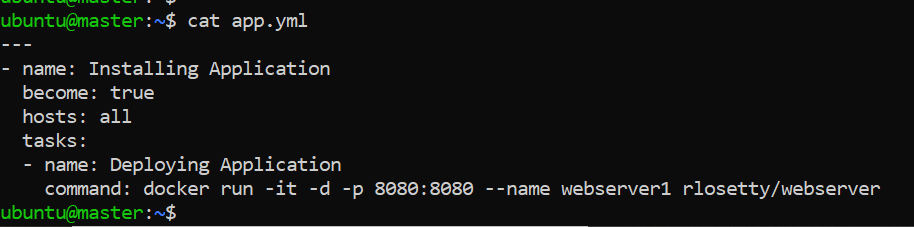 ubuntu@master:~$ cat app.yml
---
- name: Installing Application
  become: true
  hosts: all
  tasks:
  - name: Deploying Application
    command: docker run -it -d -p 8080:8080 --name webserver1 rlosetty/webserver
ubuntu@master:~$